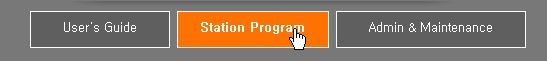 User's Guide
Station Program
Admin & Maintenance